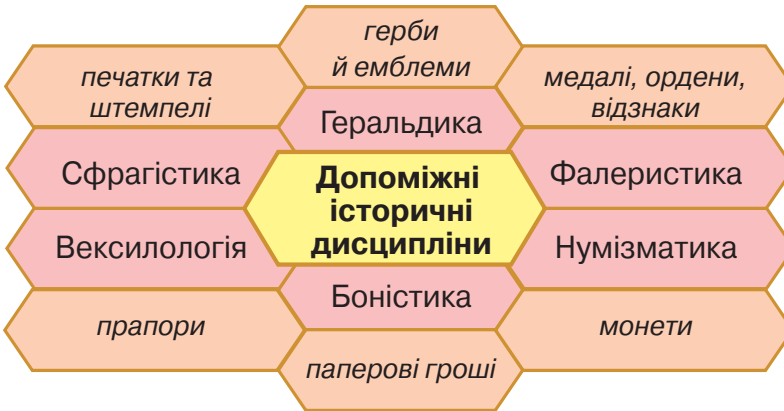 герби
й емблеми
печатки та
штемпелі
медалі, ордени,
відзнаки
Геральдика
Сфрагістика
Допоміжні
історичні
дисципліни
Фалеристика
Вексилологія
Нумізматика
Боністика
прапори
монети
паперові гроші